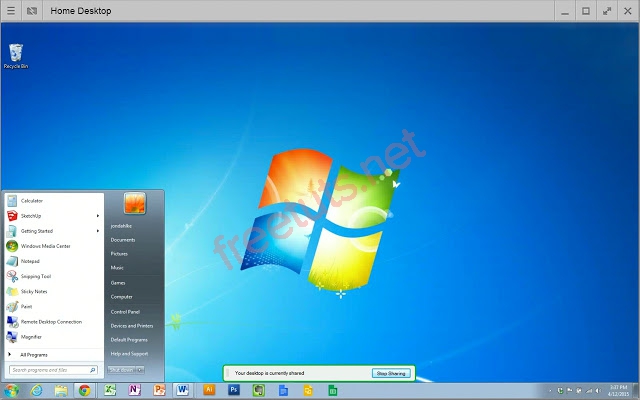 Home Desktop
Recycle Bin
freetuts.net
Calculator
SketchUp
Getting Started
Windows Media Center
Notepad
Snipping Tool
Sticky Notes
Paint
Remote Desktop Connection
Magnifier
All Programs
Search programs and files
jondahlke
Documents
Pictures
Music
Games
Computer
Control Panel
Devices and Printers
Default Programs
Help and Support
Shut down
Your desktop is currently shared
Stop Sharing
3:37 PM
4/12/2015